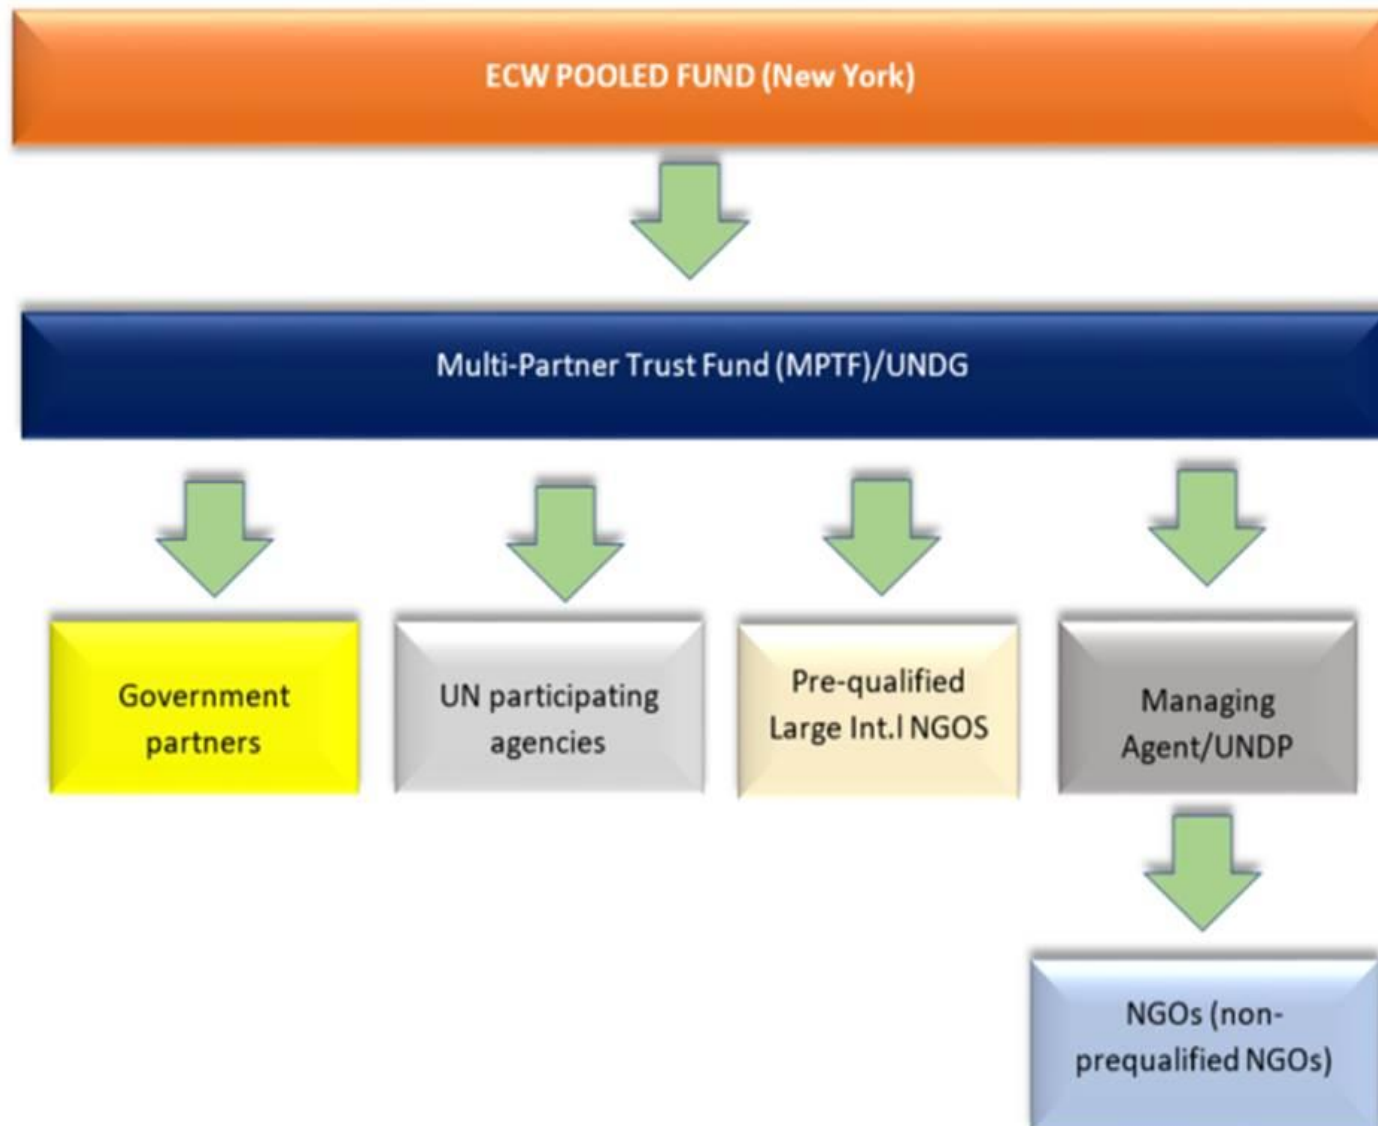 ECW POOLED FUND (New York)
Multi-Partner Trust Fund (MPTF)/UNDG
Government
partners
UN participating
agencies
Pre-qualified
Large Int.l NGOS
Managing
Agent/UNDP
NGOs (non-
prequalified NGOs)